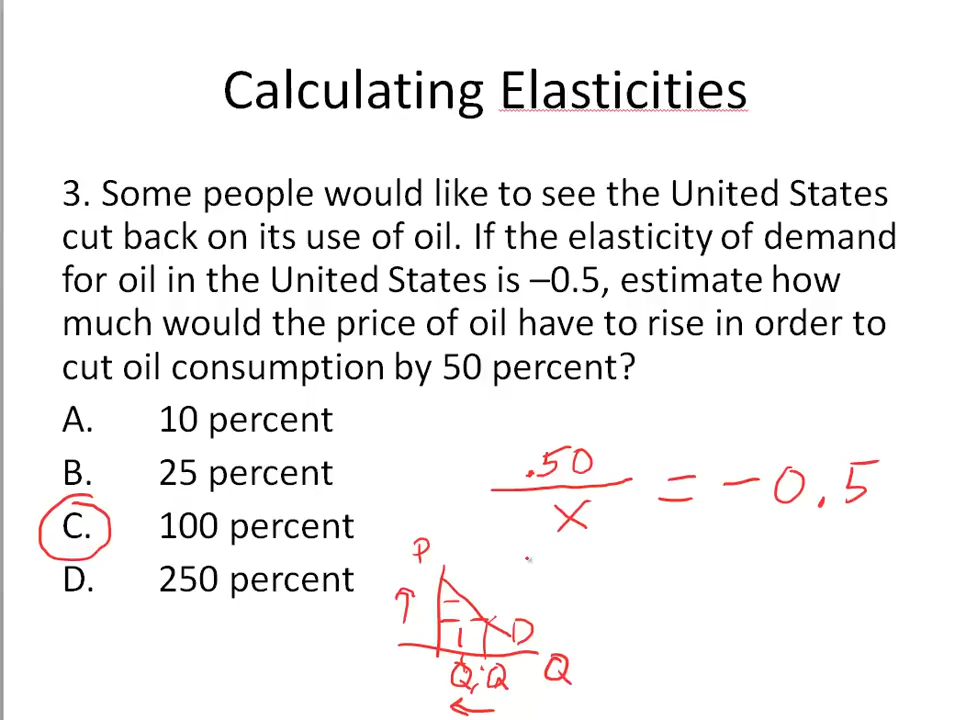 Calculating Elasticities
3. Some people would like to see the United States
cut back on its use of oil. If the elasticity of demand
for oil in the United States is –0.5, estimate how
much would the price of oil have to rise in order to
cut oil consumption by 50 percent?
A. 10 percent
B. 25 percent
C. 100 percent
D. 250 percent
.50
X
= -0.5
P
D
Q, Q
Q